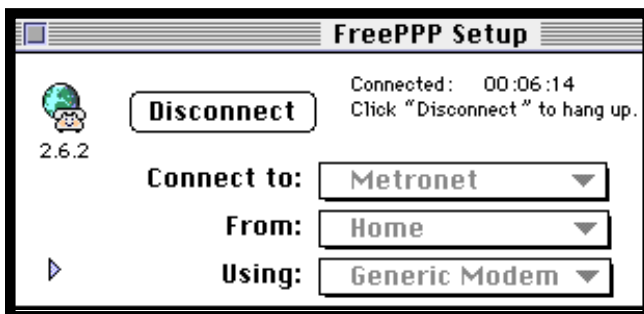 FreePPP Setup
Connected: 00:06:14
Disconnect
Click "Disconnect" to hang up.
2.6.2
Connect to: Metronet
From: Home
Using: Generic Modem